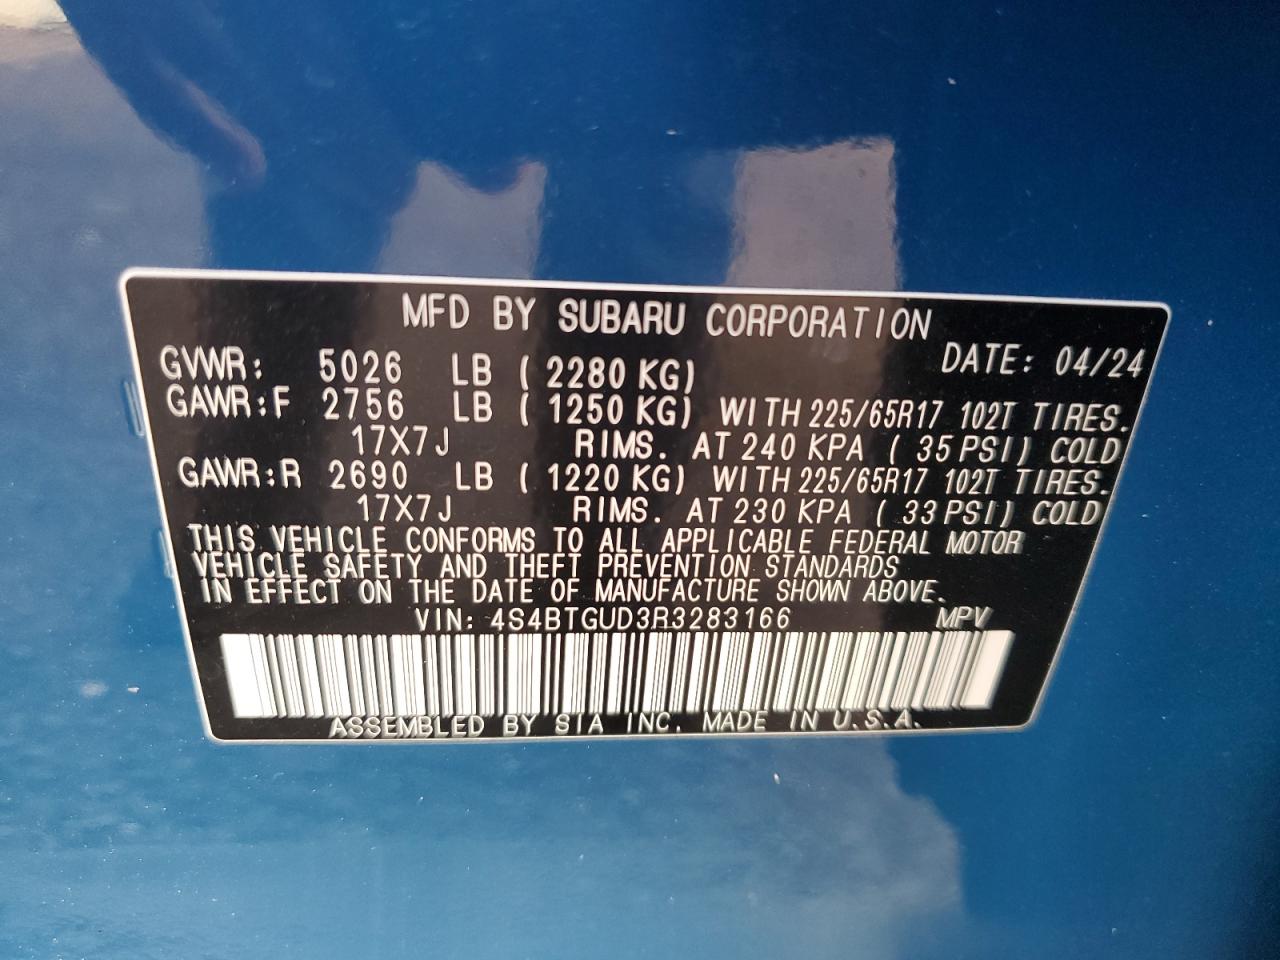 MFD BY SUBARU CORPORATION
GVWR: 5026 LB ( 2280 KG) DATE: 04/24
GAWR:F 2756 LB ( 1250 KG) WITH 225/65R17 102T TIRES.
17X7J RIMS. AT 240 KPA ( 35 PSI) COLD
GAWR:R 2690 LB ( 1220 KG) WITH 225/65R17 102T TIRES.
17X7J RIMS. AT 230 KPA ( 33 PSI) COLD
THIS VEHICLE CONFORMS TO ALL APPLICABLE FEDERAL MOTOR
VEHICLE SAFETY AND THEFT PREVENTION STANDARDS
IN EFFECT ON THE DATE OF MANUFACTURE SHOWN ABOVE.
VIN: 4S4BTGUD3R3283166 MPV
ASSEMBLED BY SIA INC. MADE IN U.S.A.